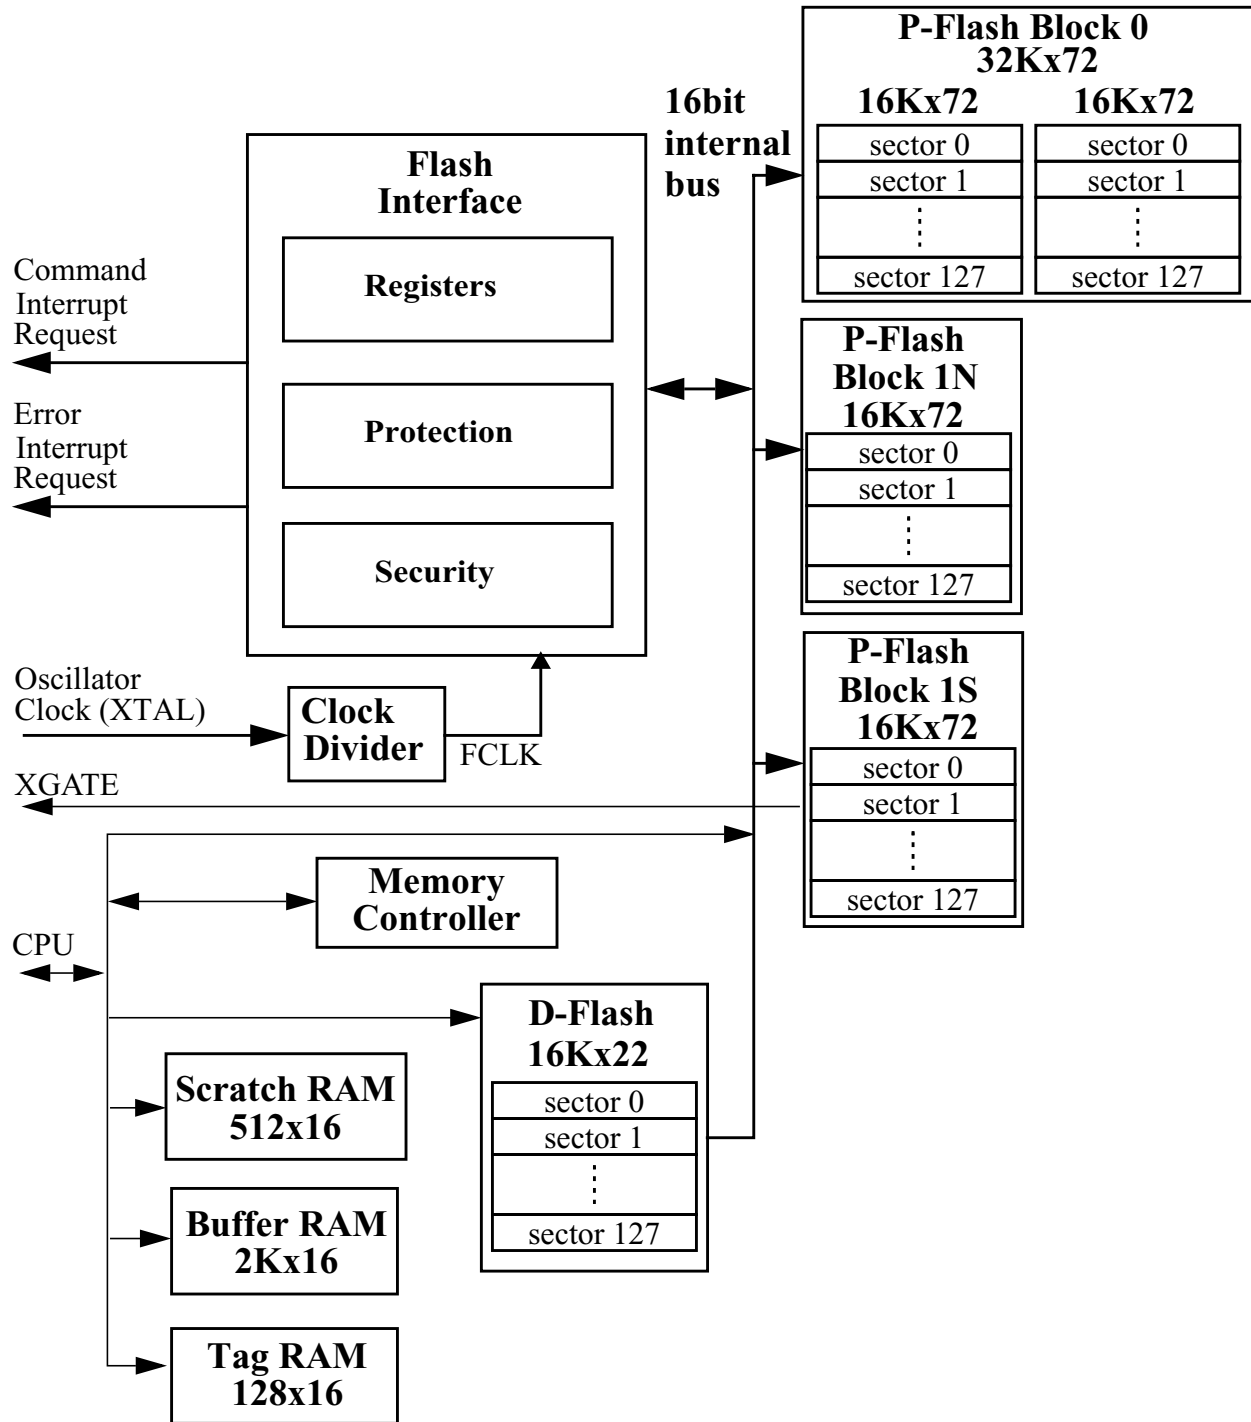 P-Flash Block 0
32Kx72
16Kx72
16Kx72
sector 0
sector 1
sector 127
sector 0
sector 1
sector 127
16bit
internal
bus
Flash
Interface
Registers
Protection
Security
Command
Interrupt
Request
Error
Interrupt
Request
P-Flash
Block 1N
16Kx72
sector 0
sector 1
sector 127
P-Flash
Block 1S
16Kx72
sector 0
sector 1
sector 127
Oscillator
Clock (XTAL)
Clock
Divider
FCLK
XGATE
Memory
Controller
CPU
D-Flash
16Kx22
sector 0
sector 1
sector 127
Scratch RAM
512x16
Buffer RAM
2Kx16
Tag RAM
128x16